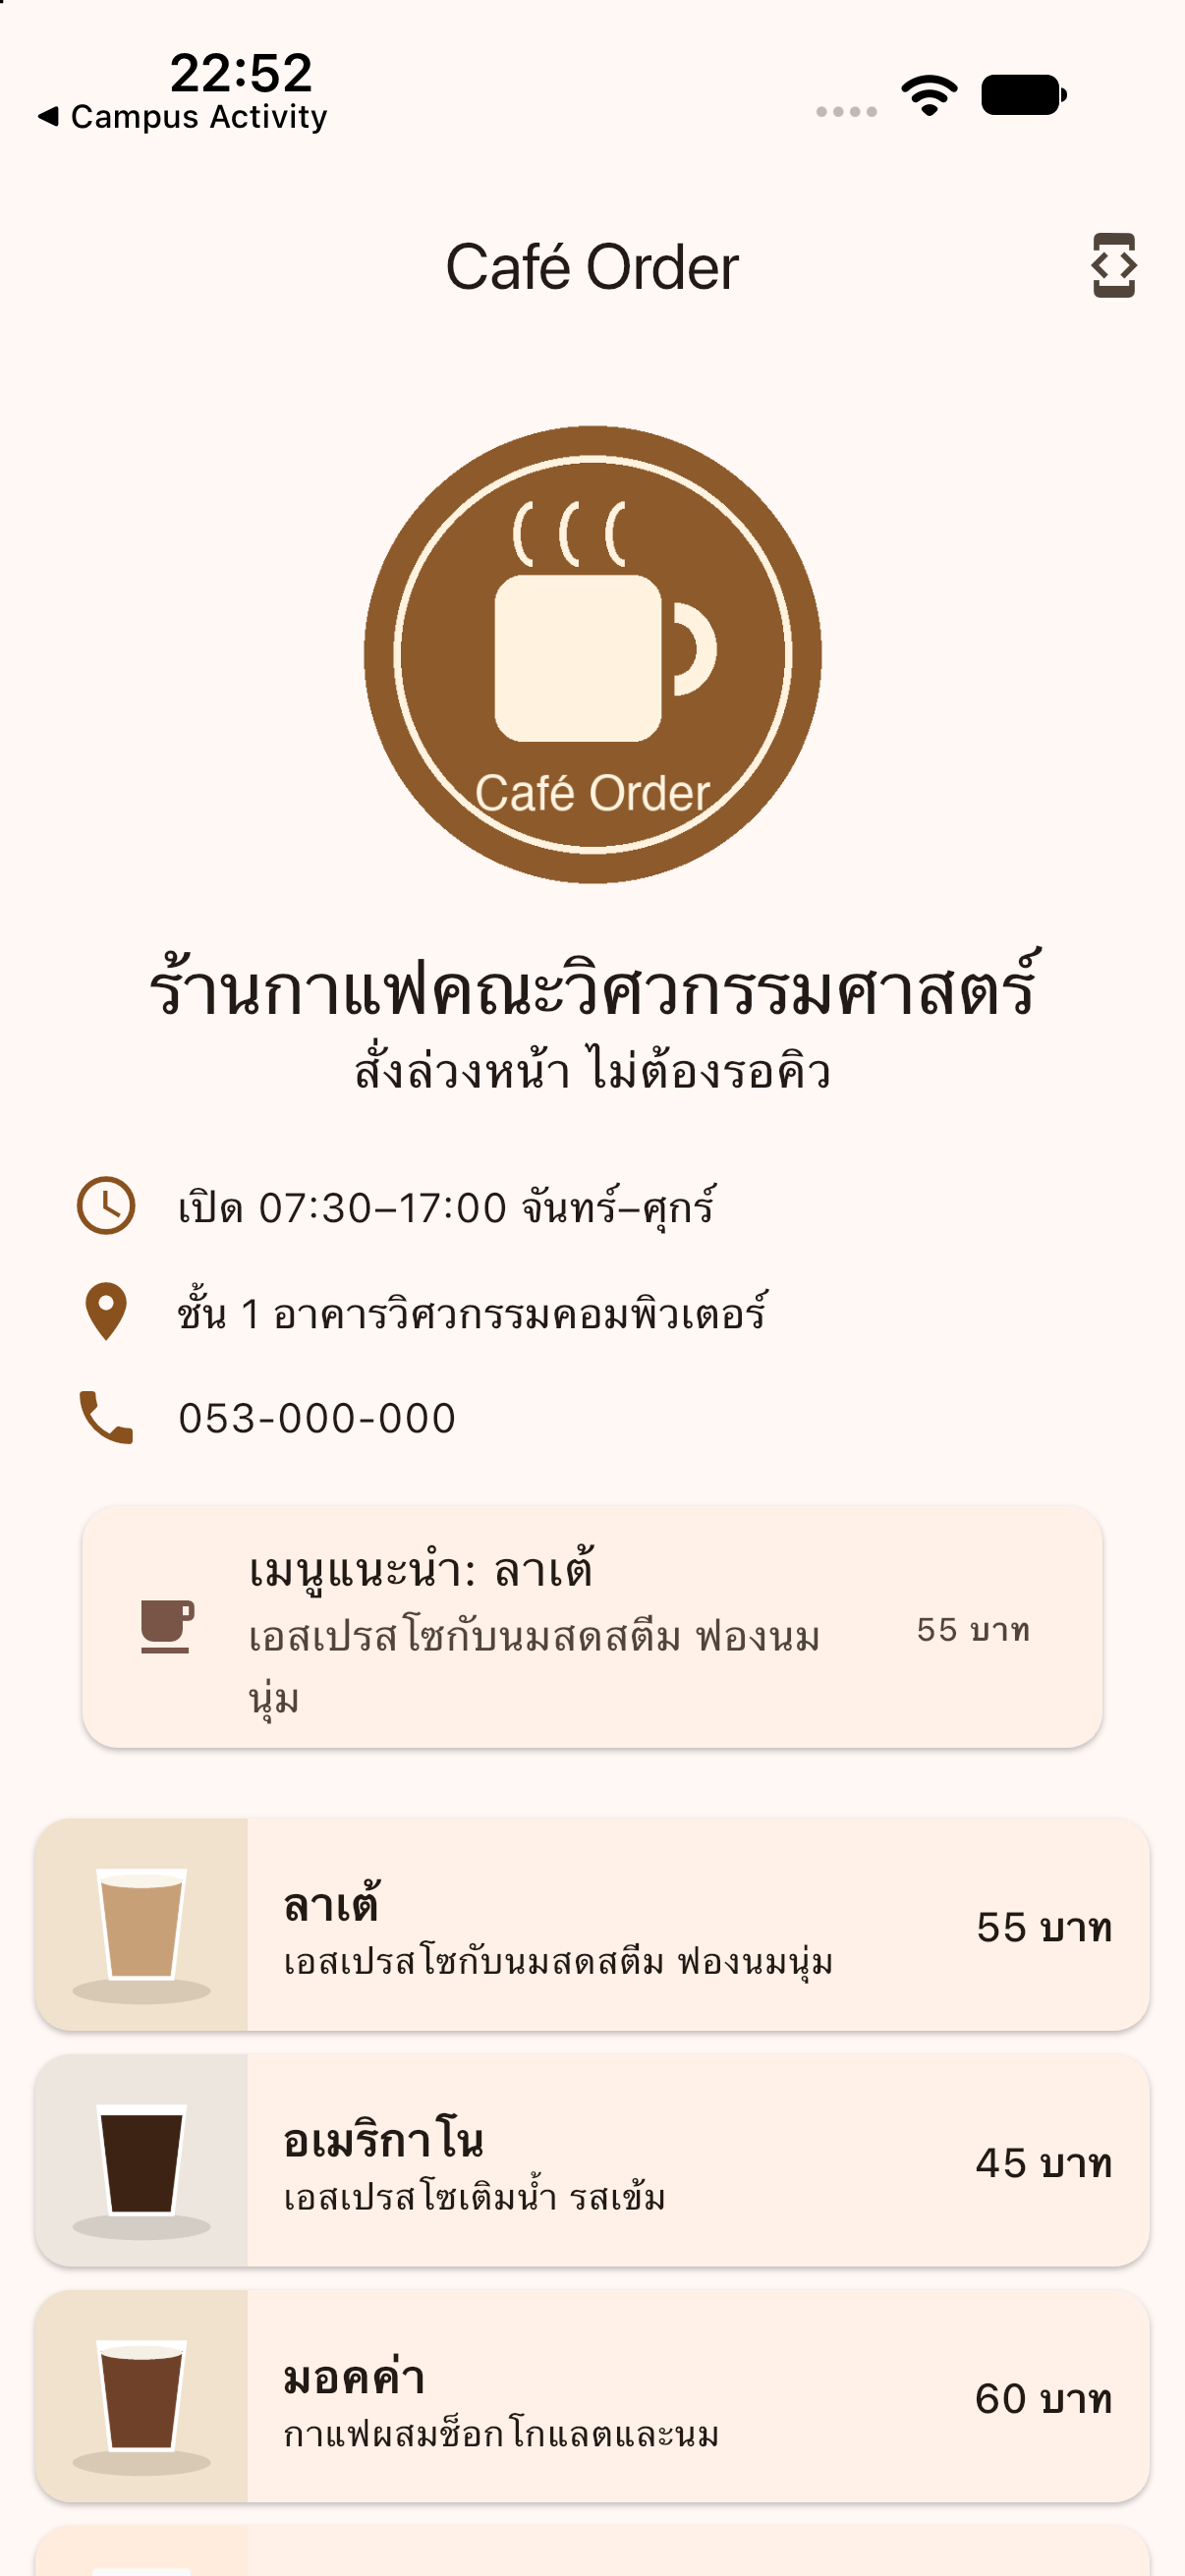 22:52
◀ Campus Activity
Café Order
Café Order
ร้านกาแฟคณะวิศวกรรมศาสตร์
สั่งล่วงหน้า ไม่ต้องรอคิว
เปิด 07:30–17:00 จันทร์–ศุกร์
ชั้น 1 อาคารวิศวกรรมคอมพิวเตอร์
053-000-000
เมนูแนะนำ: ลาเต้
เอสเปรสโซกับนมสดสตีม ฟองนม
นุ่ม
55 บาท
ลาเต้
เอสเปรสโซกับนมสดสตีม ฟองนมนุ่ม
55 บาท
อเมริกาโน
เอสเปรสโซเติมน้ำ รสเข้ม
45 บาท
มอคค่า
กาแฟผสมช็อกโกแลตและนม
60 บาท